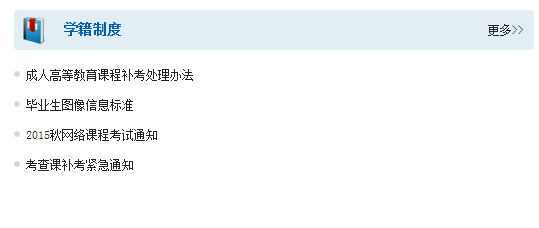 学籍制度
更多>>
成人高等教育课程补考处理办法
毕业生图像信息标准
2015秋网络课程考试通知
考查课补考紧急通知